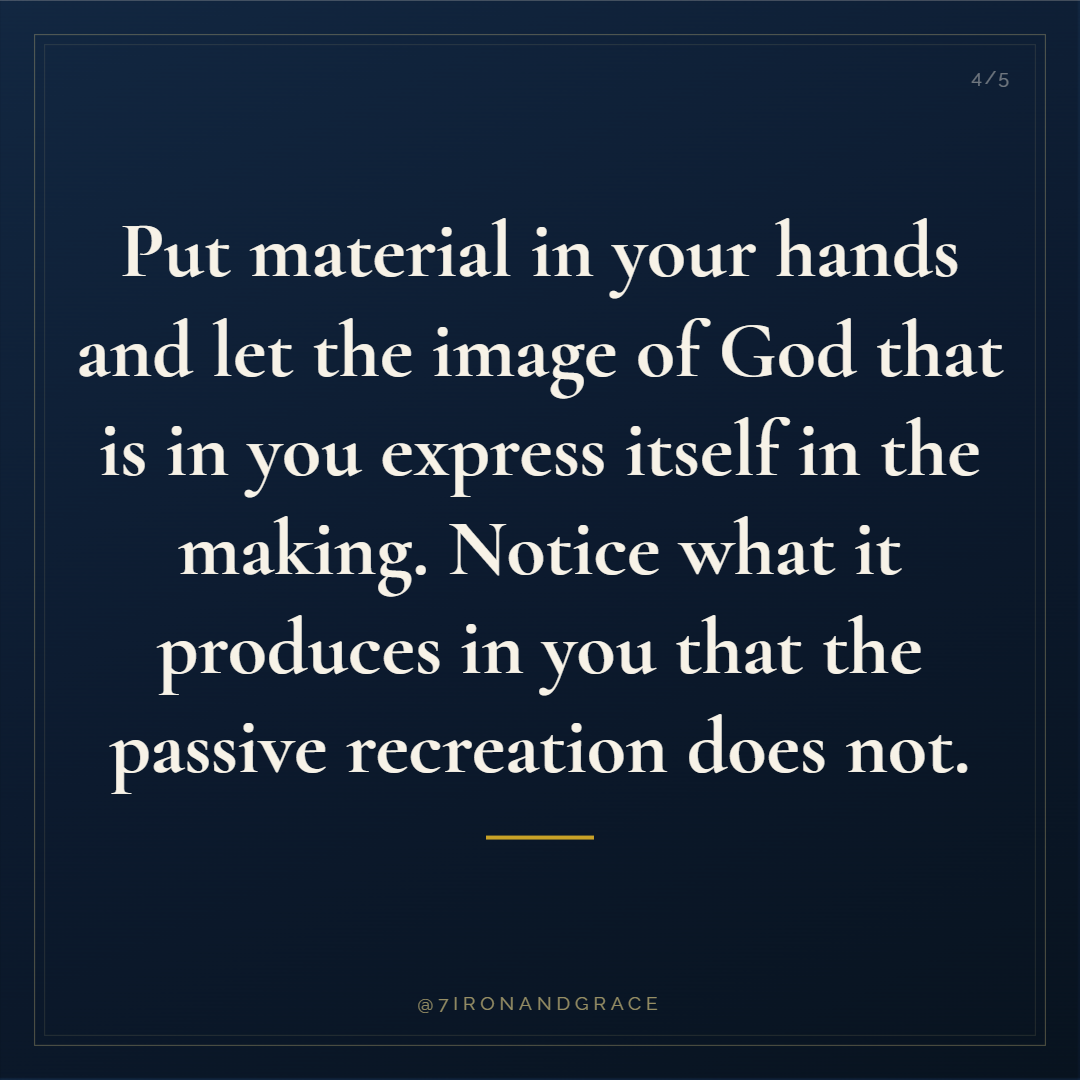 4/5
Put material in your hands
and let the image of God that
is in you express itself in the
making. Notice what it
produces in you that the
passive recreation does not.
@7IRONANDGRACE